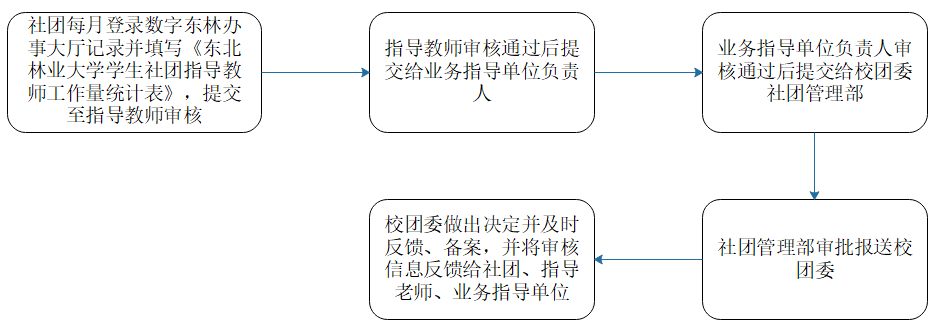 社团每月登录数字东林办
事大厅记录并填写《东北
林业大学学生社团指导教
师工作量统计表》，提交
至指导教师审核
指导教师审核通过后提
交给业务指导单位负责
人
业务指导单位负责人审
核通过后提交给校团委
社团管理部
社团管理部审批报送校
团委
校团委做出决定并及时
反馈、备案，并将审核
信息反馈给社团、指导
老师、业务指导单位